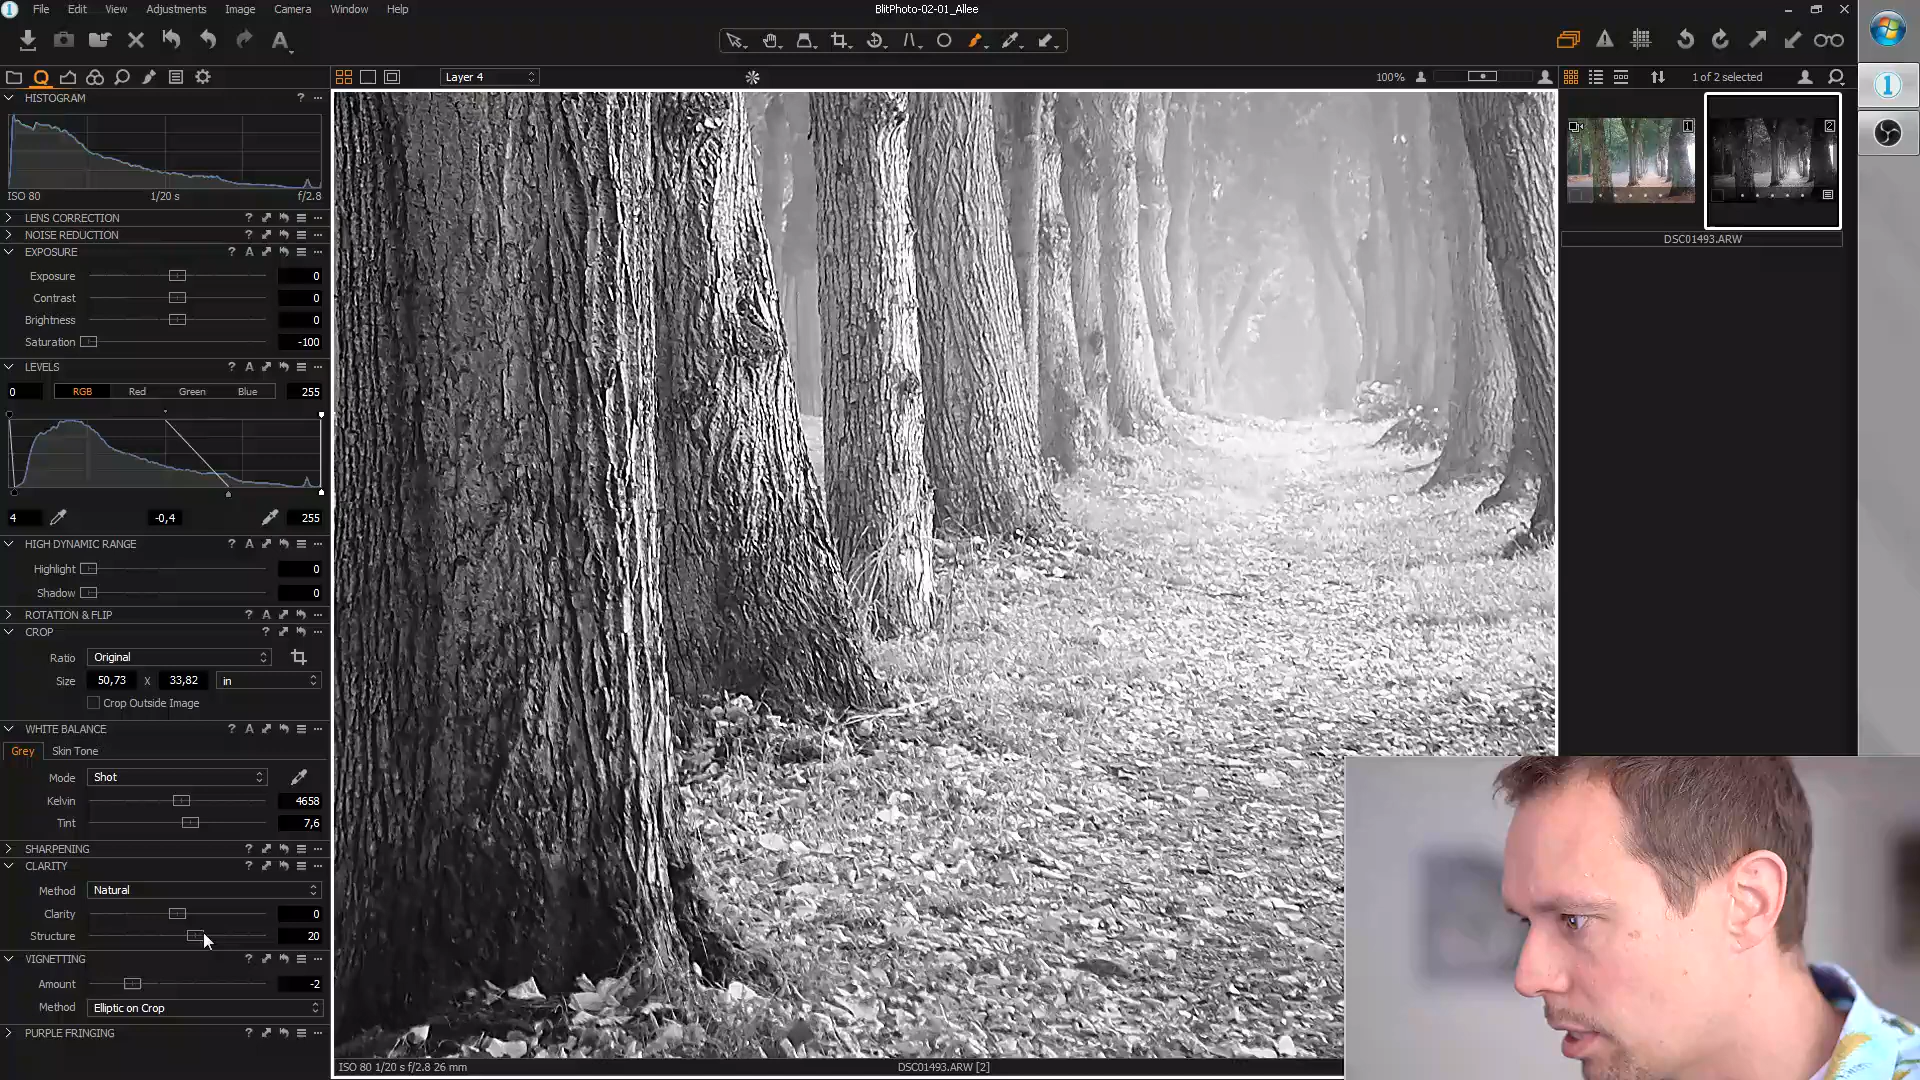 File Edit View Adjustments Image Camera Window Help
BlitPhoto-02-01_Allee
A
Layer 4
100%
1 of 2 selected
HISTOGRAM
ISO 80 1/20 s f/2.8
LENS CORRECTION
NOISE REDUCTION
EXPOSURE
Exposure 0
Contrast 0
Brightness 0
Saturation -100
LEVELS
0 RGB Red Green Blue 255
4 -0,4 255
HIGH DYNAMIC RANGE
Highlight 0
Shadow 0
ROTATION & FLIP
CROP
Ratio Original
Size 50,73 X 33,82 in
Crop Outside Image
WHITE BALANCE
Grey Skin Tone
Mode Shot
Kelvin 4658
Tint 7,6
SHARPENING
CLARITY
Method Natural
Clarity 0
Structure 20
VIGNETTING
Amount -2
Method Elliptic on Crop
PURPLE FRINGING
ISO 80 1/20 s f/2.8 26 mm
DSC01493.ARW [2]
1
2
DSC01493.ARW